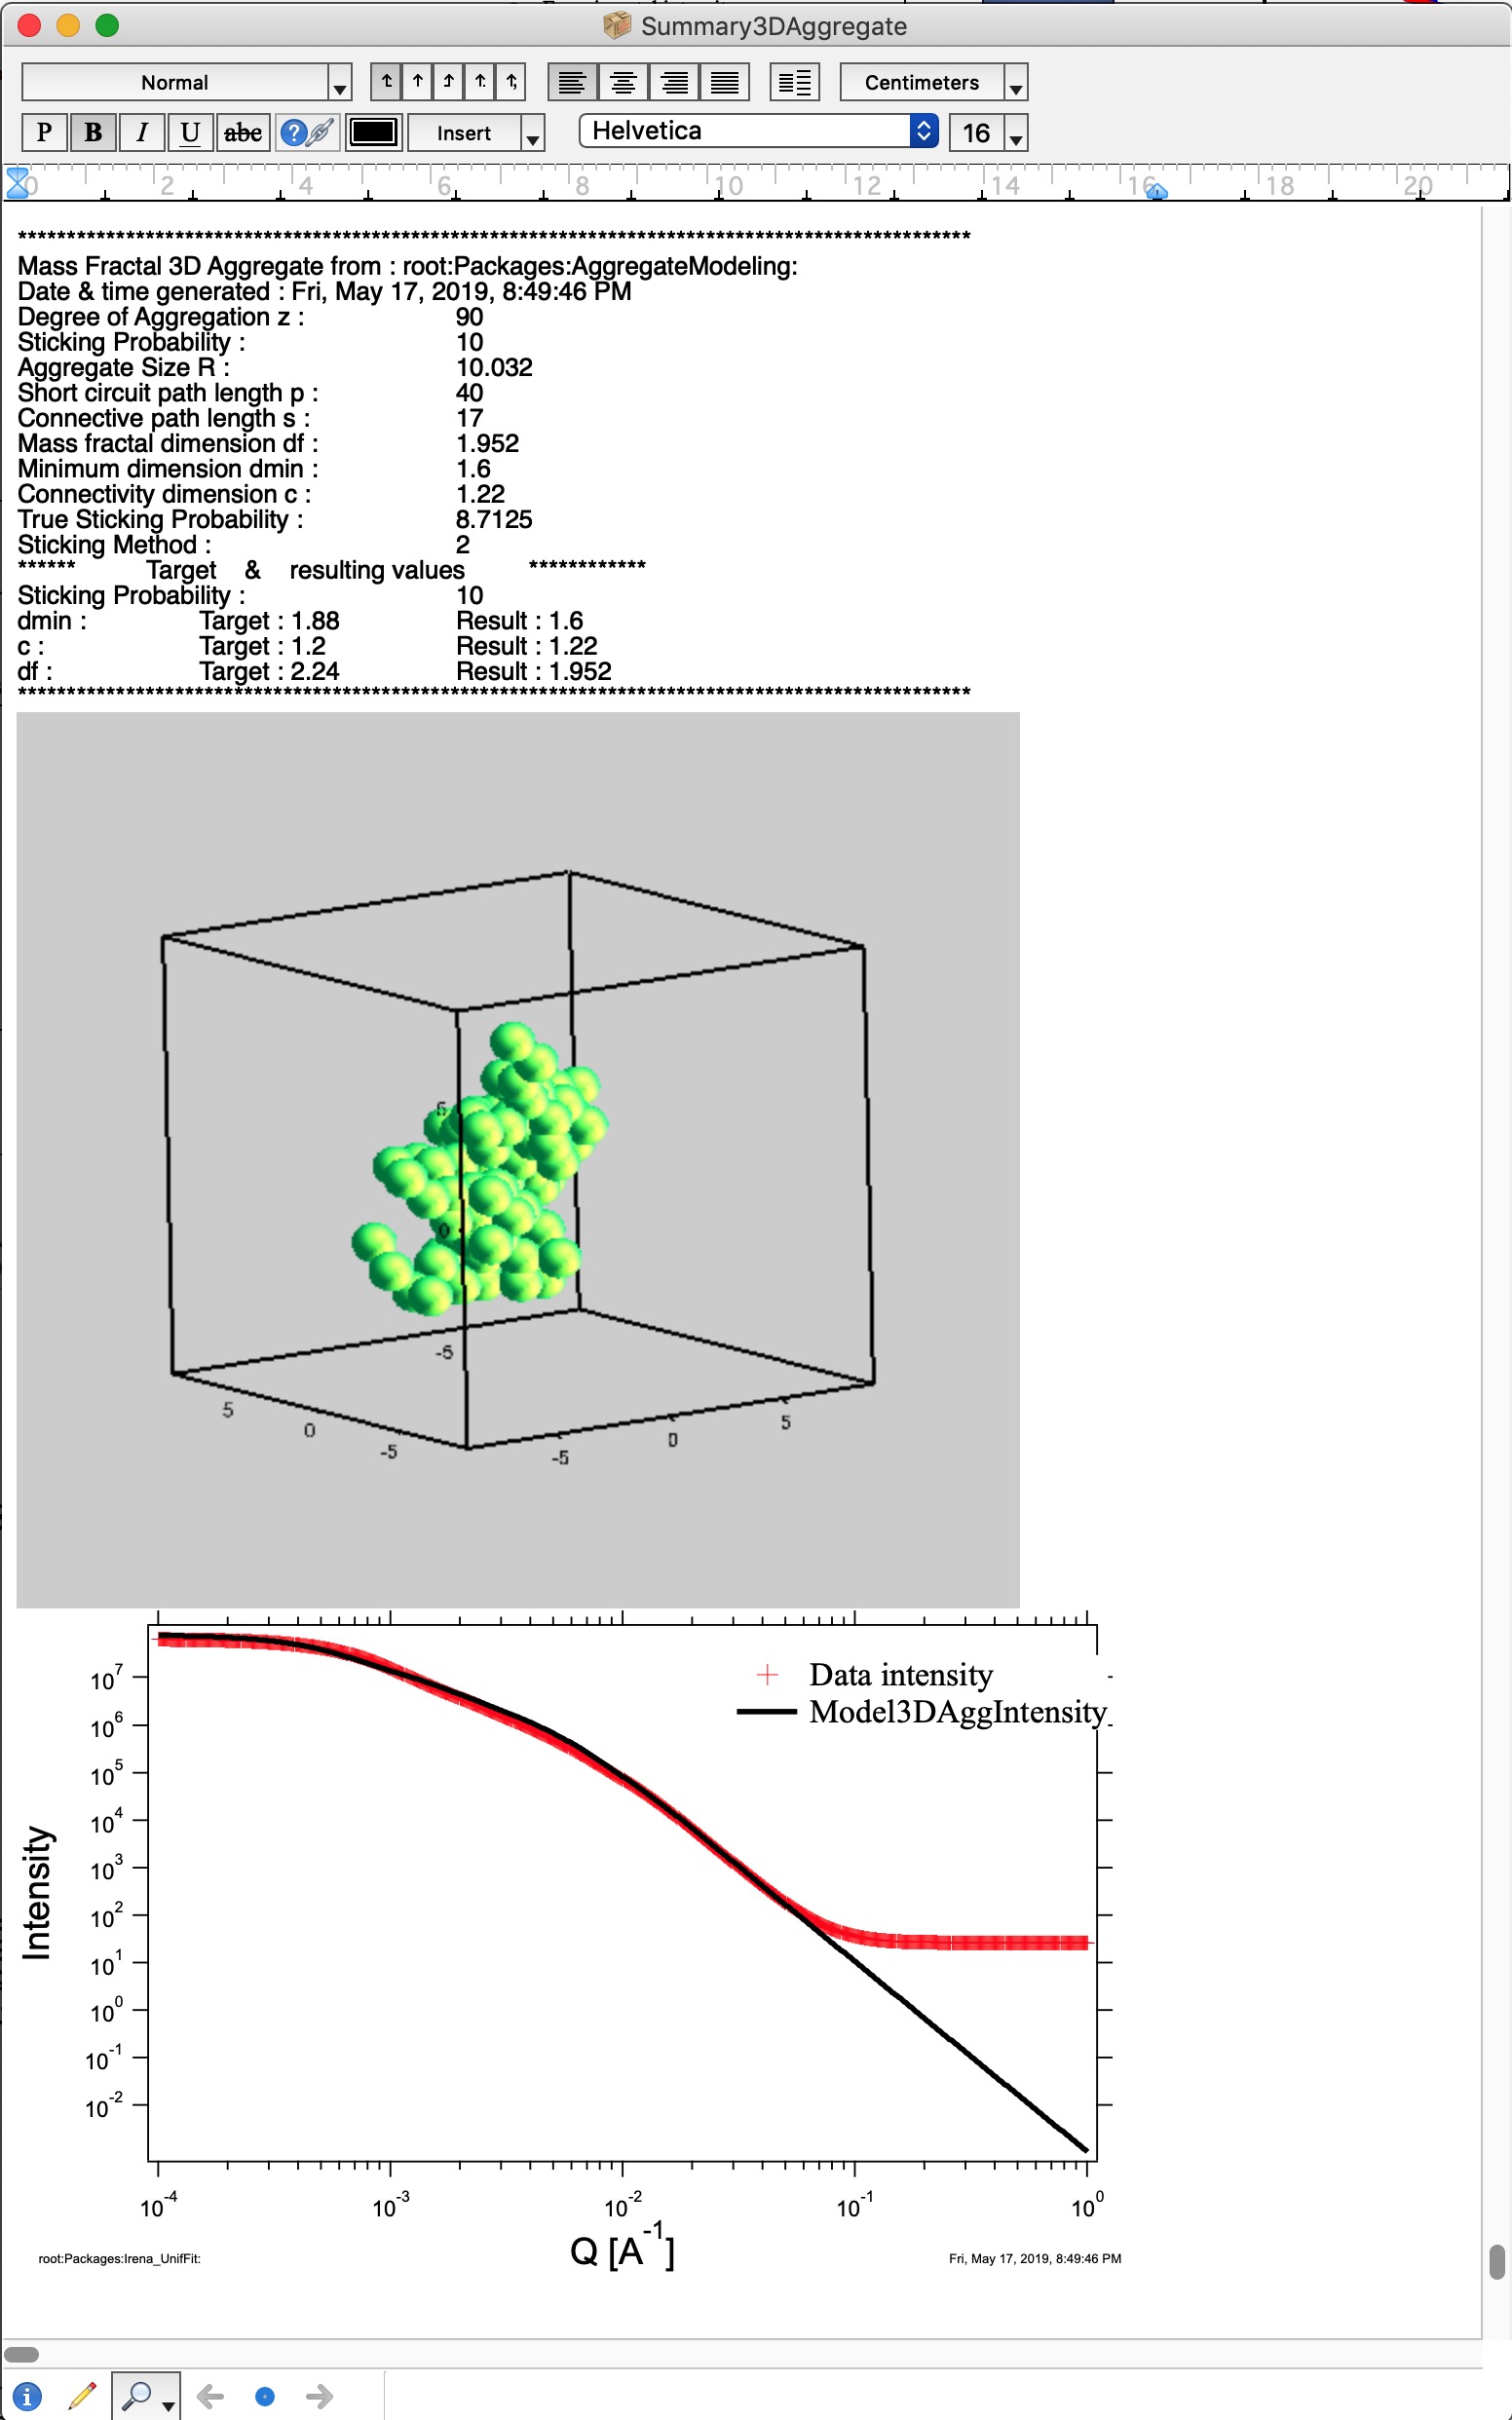 Summary3DAggregate
Normal
Centimeters
P B I U abc
Insert
Helvetica
16
0 2 4 6 8 10 12 14 16 18 20
**************************************************************************************************
Mass Fractal 3D Aggregate from : root:Packages:AggregateModeling:
Date & time generated : Fri, May 17, 2019, 8:49:46 PM
Degree of Aggregation z : 90
Sticking Probability : 10
Aggregate Size R : 10.032
Short circuit path length p : 40
Connective path length s : 17
Mass fractal dimension df : 1.952
Minimum dimension dmin : 1.6
Connectivity dimension c : 1.22
True Sticking Probability : 8.7125
Sticking Method : 2
****** Target & resulting values ************
Sticking Probability : 10
dmin : Target : 1.88 Result : 1.6
c : Target : 1.2 Result : 1.22
df : Target : 2.24 Result : 1.952
**************************************************************************************************
5
0
-5
5 0 -5
-5 0 5
Data intensity
Model3DAggIntensity
Intensity
10^7
10^6
10^5
10^4
10^3
10^2
10^1
10^0
10^-1
10^-2
10^-4 10^-3 10^-2 10^-1 10^0
Q [A^-1]
root:Packages:Irena_UnifFit:
Fri, May 17, 2019, 8:49:46 PM